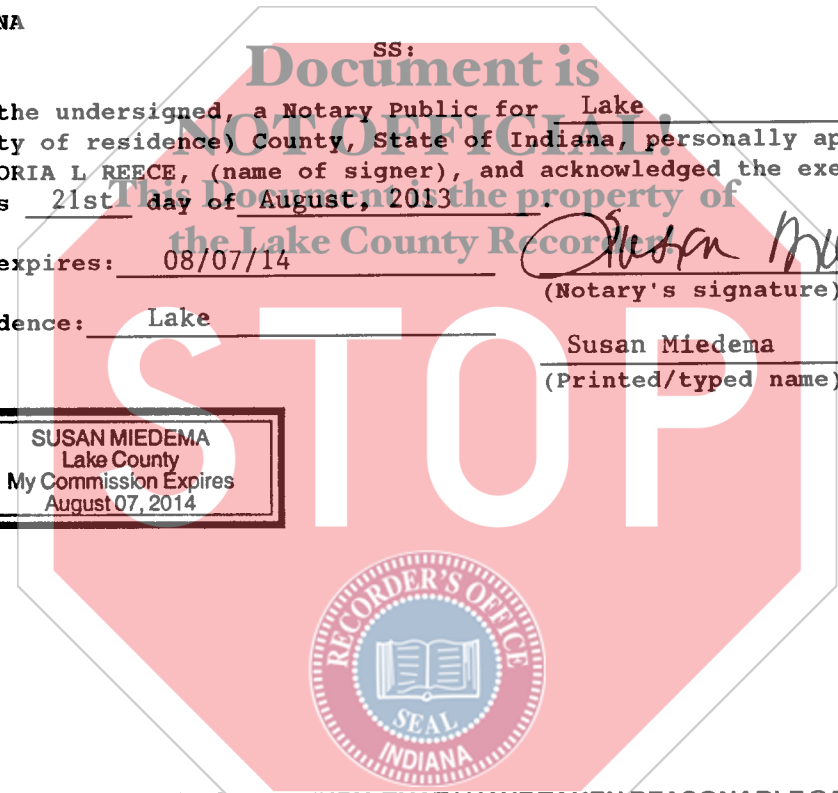 NA
SS:
Document is
the undersigned, a Notary Public for Lake
NOT OFFICIAL!
ty of residence) County, State of Indiana, personally ap
ORIA L REECE, (name of signer), and acknowledged the exe
This Document is the property of
s 21st day of August, 2013.
the Lake County Recorder!
expires: 08/07/14
Susan
(Notary's signature)
dence: Lake
Susan Miedema
(Printed/typed name)
STOP
SUSAN MIEDEMA
Lake County
My Commission Expires
August 07, 2014
RECORDER'S OFFICE
SEAL
INDIANA